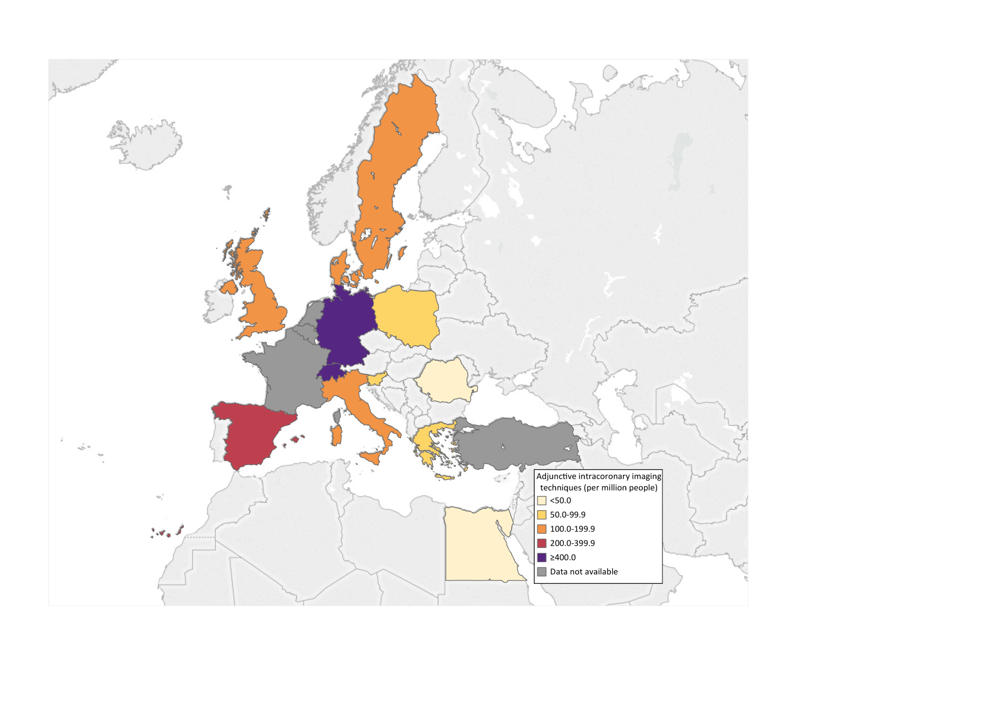 Adjunctive intracoronary imaging
techniques (per million people)
<50.0
50.0-99.9
100.0-199.9
200.0-399.9
≥400.0
Data not available